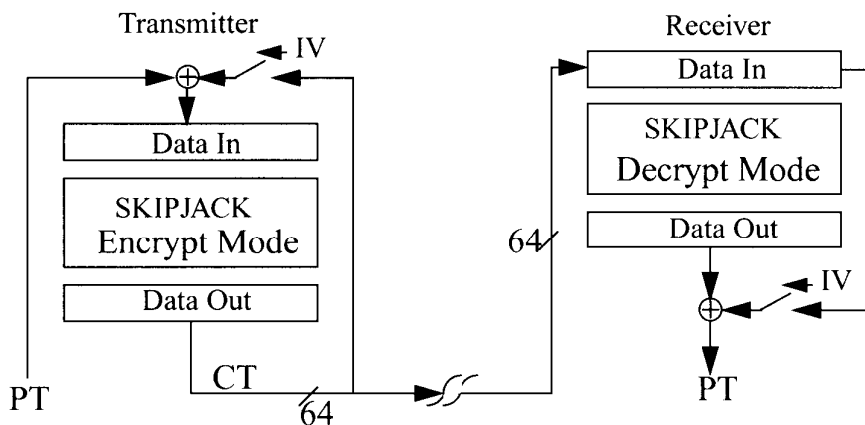 Transmitter
IV
Data In
SKIPJACK
Encrypt Mode
Data Out
PT
CT
64
Receiver
Data In
SKIPJACK
Decrypt Mode
64
Data Out
IV
PT